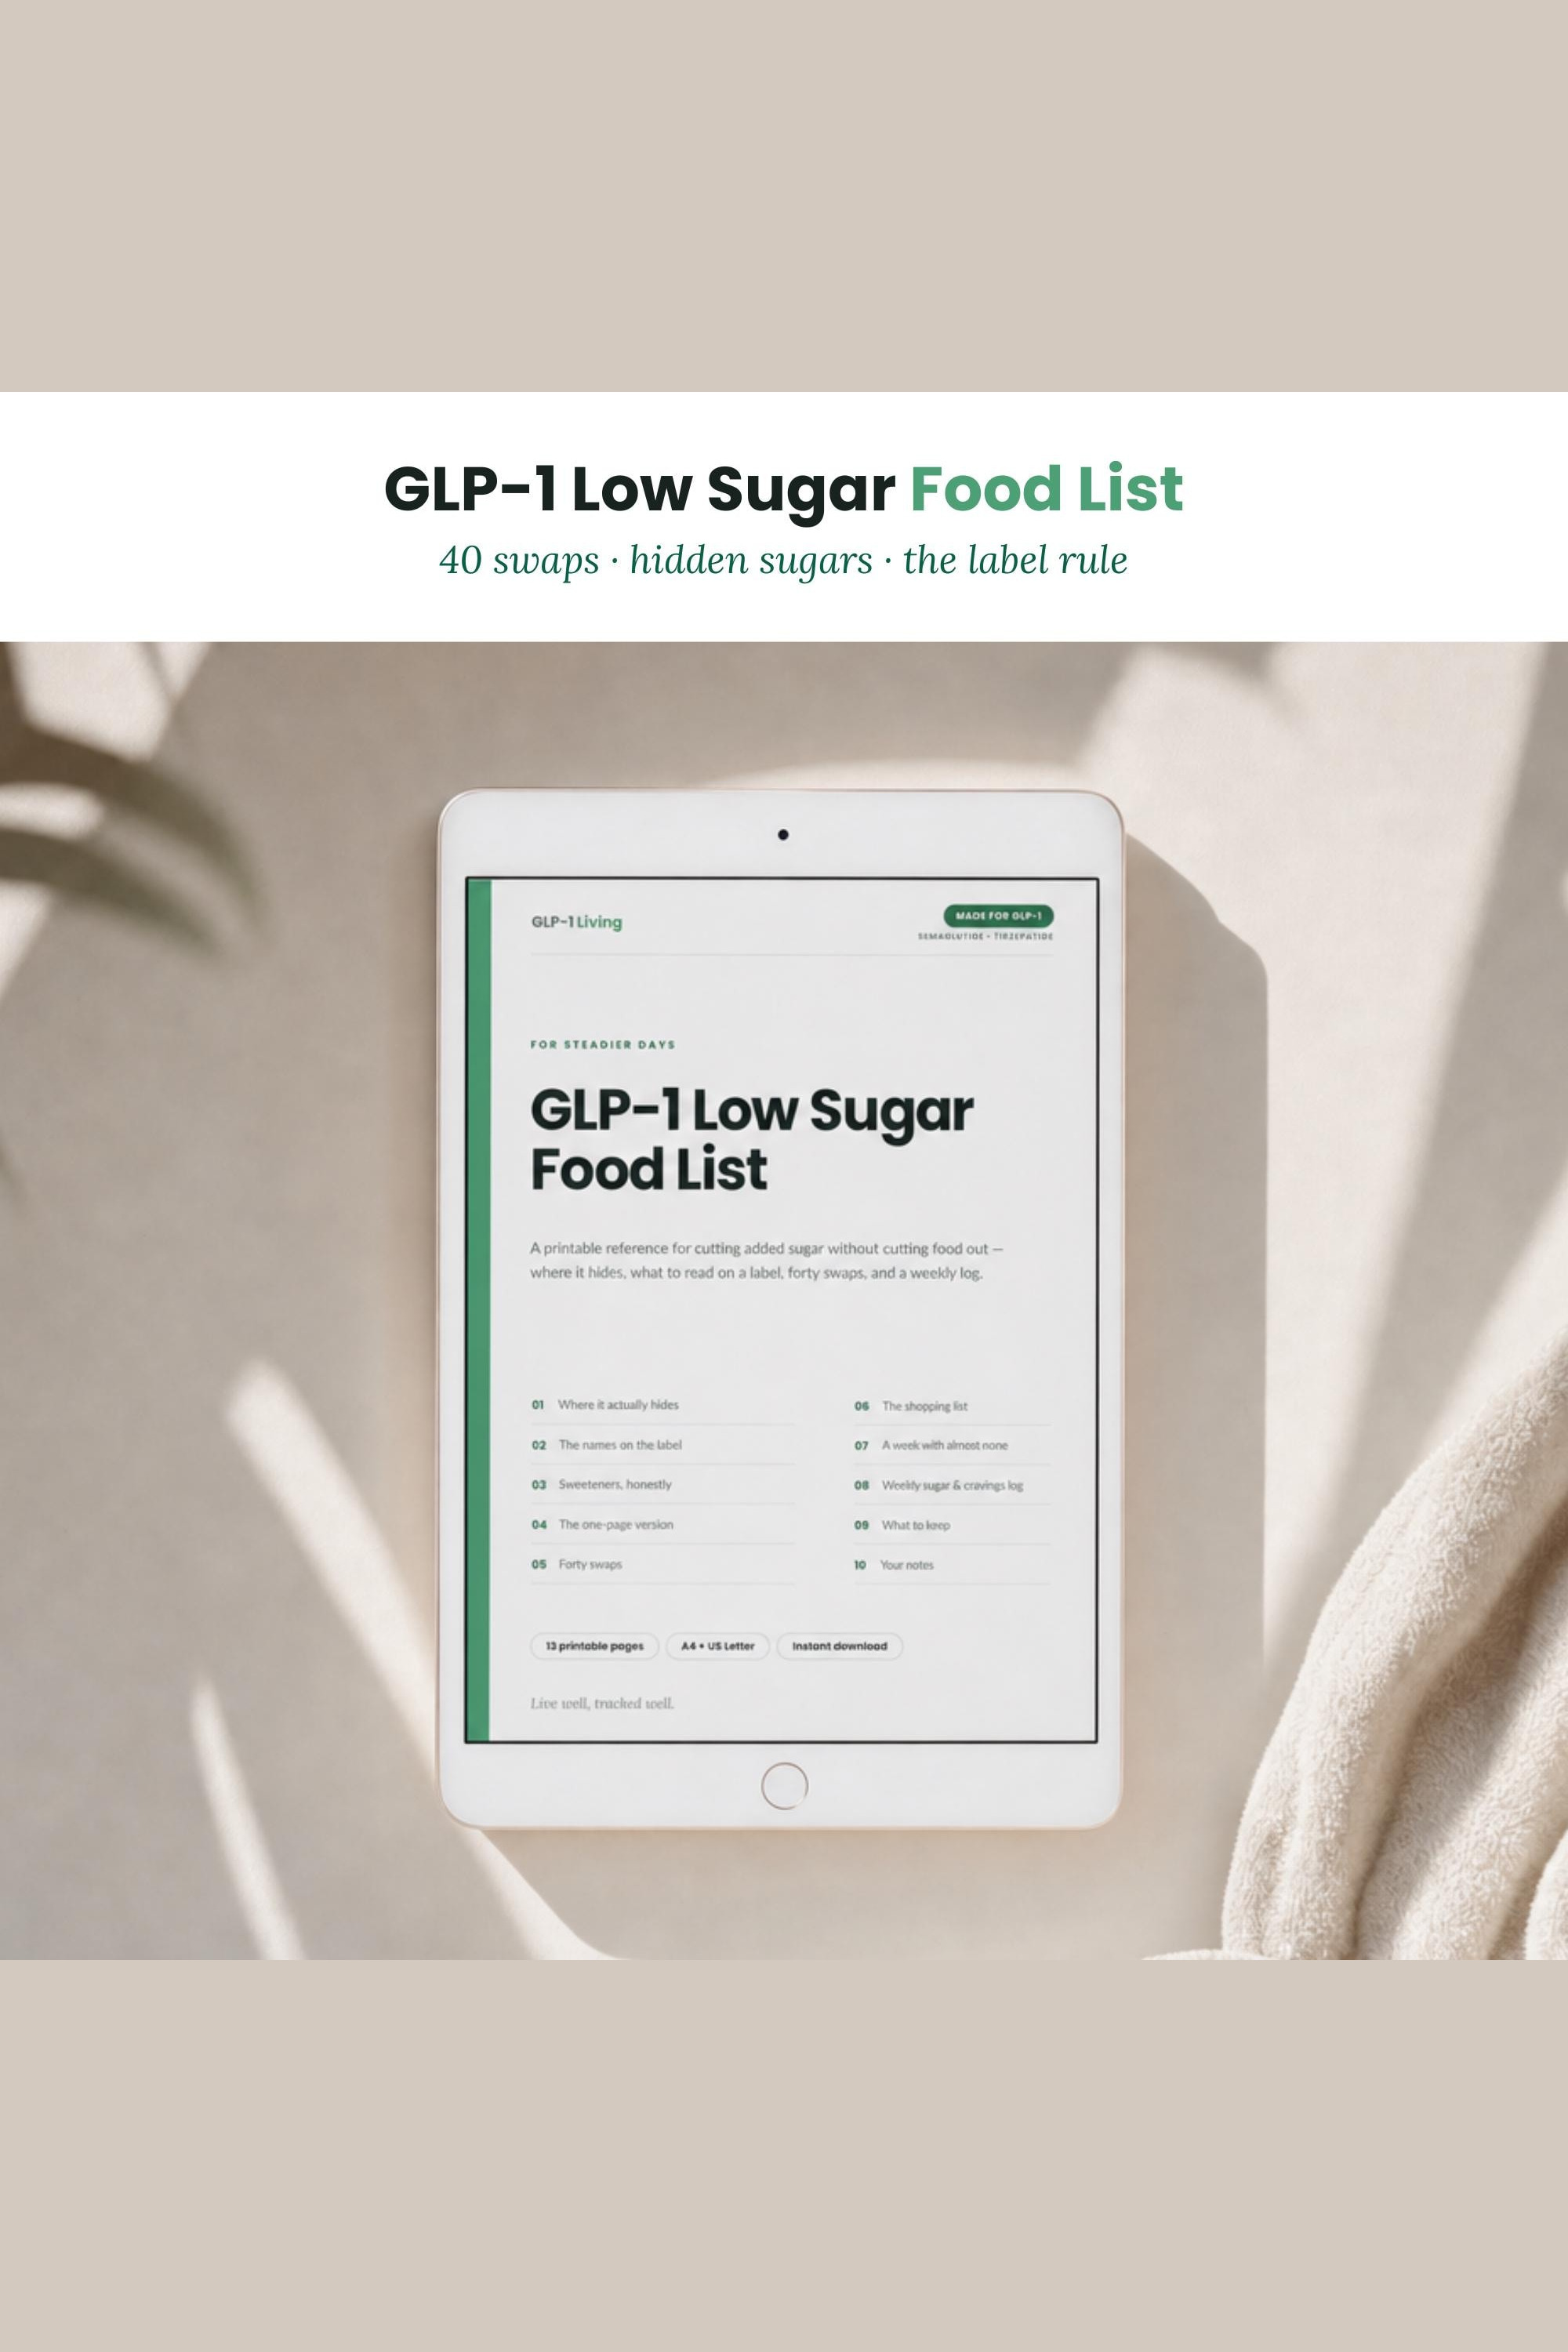 GLP-1 Low Sugar Food List
40 swaps · hidden sugars · the label rule
GLP-1 Living
MADE FOR GLP-1
SEMAGLUTIDE • TIRZEPATIDE
FOR STEADIER DAYS
GLP-1 Low Sugar
Food List
A printable reference for cutting added sugar without cutting food out —
where it hides, what to read on a label, forty swaps, and a weekly log.
01 Where it actually hides
02 The names on the label
03 Sweeteners, honestly
04 The one-page version
05 Forty swaps
06 The shopping list
07 A week with almost none
08 Weekly sugar & cravings log
09 What to keep
10 Your notes
13 printable pages
A4 + US Letter
Instant download
Live well, tracked well.